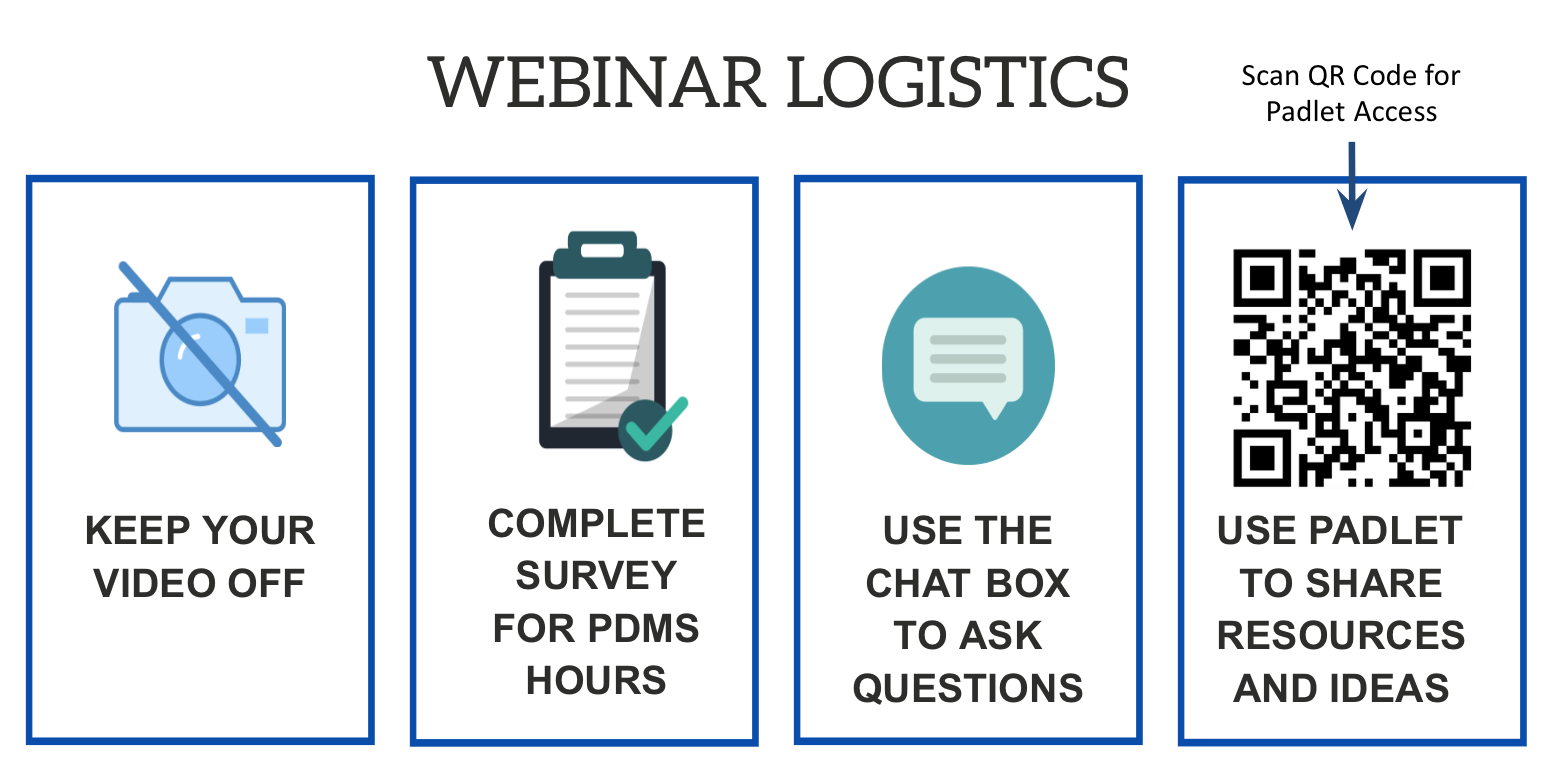 WEBINAR LOGISTICS
Scan QR Code for
Padlet Access
KEEP YOUR
VIDEO OFF
COMPLETE
SURVEY
FOR PDMS
HOURS
USE THE
CHAT BOX
TO ASK
QUESTIONS
USE PADLET
TO SHARE
RESOURCES
AND IDEAS